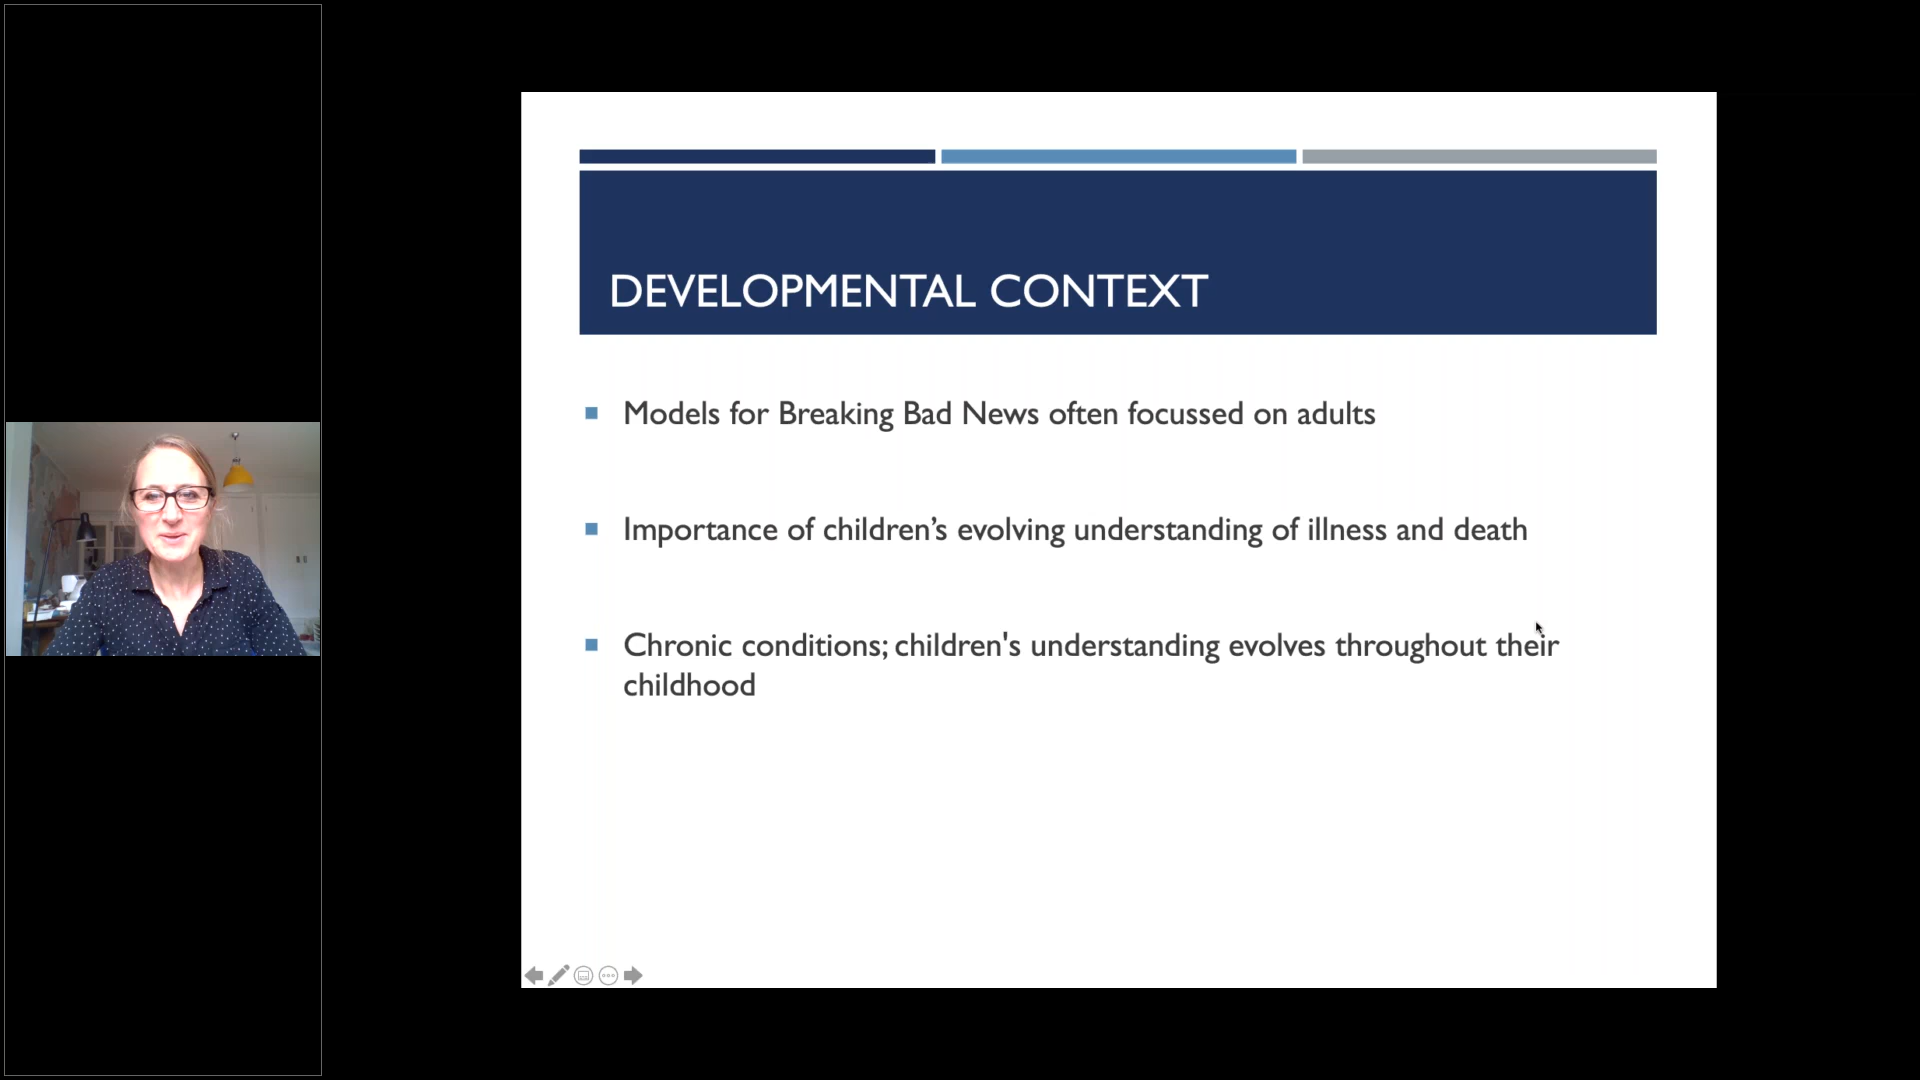 DEVELOPMENTAL CONTEXT
Models for Breaking Bad News often focussed on adults
Importance of children’s evolving understanding of illness and death
Chronic conditions; children's understanding evolves throughout their
childhood